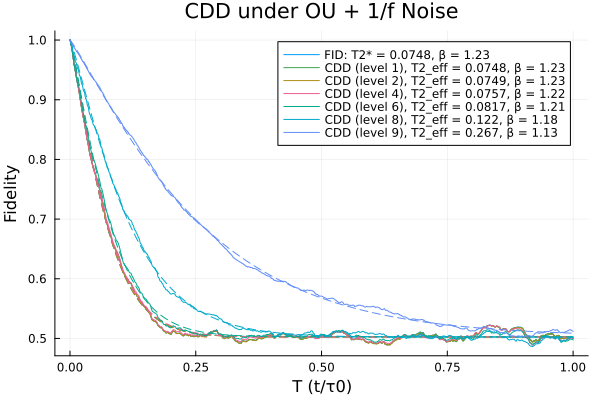 CDD under OU + 1/f Noise
FID: T2* = 0.0748, β = 1.23
CDD (level 1), T2_eff = 0.0748, β = 1.23
CDD (level 2), T2_eff = 0.0749, β = 1.23
CDD (level 4), T2_eff = 0.0757, β = 1.22
CDD (level 6), T2_eff = 0.0817, β = 1.21
CDD (level 8), T2_eff = 0.122, β = 1.18
CDD (level 9), T2_eff = 0.267, β = 1.13
Fidelity
1.0
0.9
0.8
0.7
0.6
0.5
0.00
0.25
0.50
0.75
1.00
T (t/τ0)